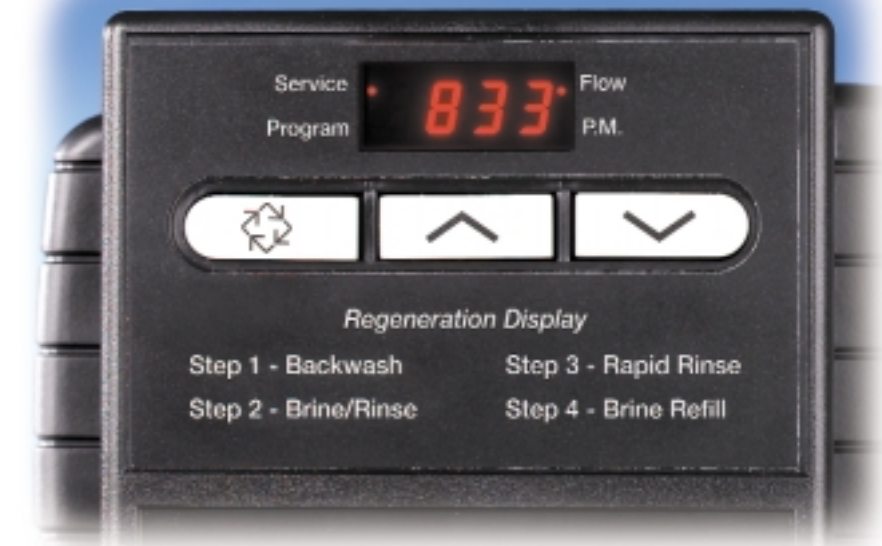 Service 833 Flow
Program P.M.
Regeneration Display
Step 1 - Backwash Step 3 - Rapid Rinse
Step 2 - Brine/Rinse Step 4 - Brine Refill